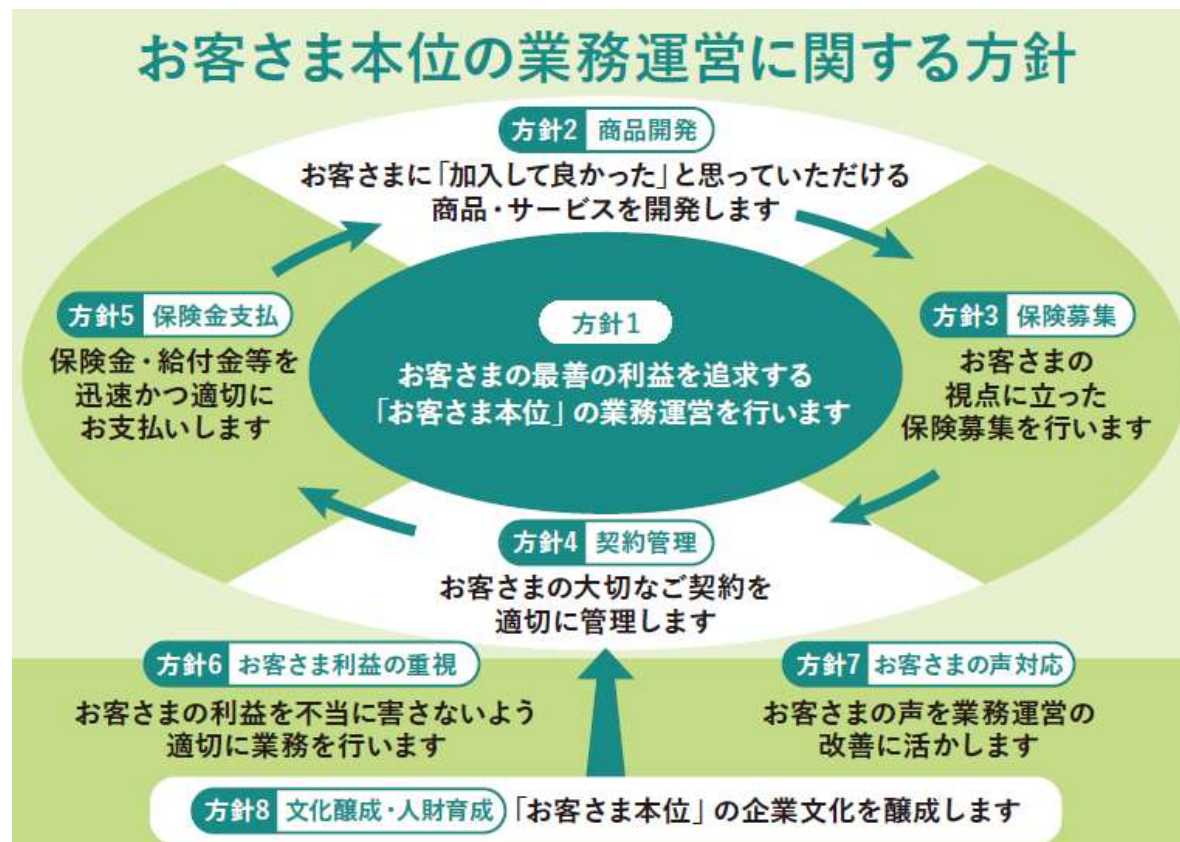 お客さま本位の業務運営に関する方針
方針2 商品開発
お客さまに「加入して良かった」と思っていただける
商品・サービスを開発します
方針5 保険金支払
保険金・給付金等を
迅速かつ適切に
お支払いします
方針1
お客さまの最善の利益を追求する
「お客さま本位」の業務運営を行います
方針3 保険募集
お客さまの
視点に立った
保険募集を行います
方針4 契約管理
お客さまの大切なご契約を
適切に管理します
方針6 お客さま利益の重視
お客さまの利益を不当に害さないよう
適切に業務を行います
方針7 お客さまの声対応
お客さまの声を業務運営の
改善に活かします
方針8 文化醸成・人財育成 「お客さま本位」の企業文化を醸成します